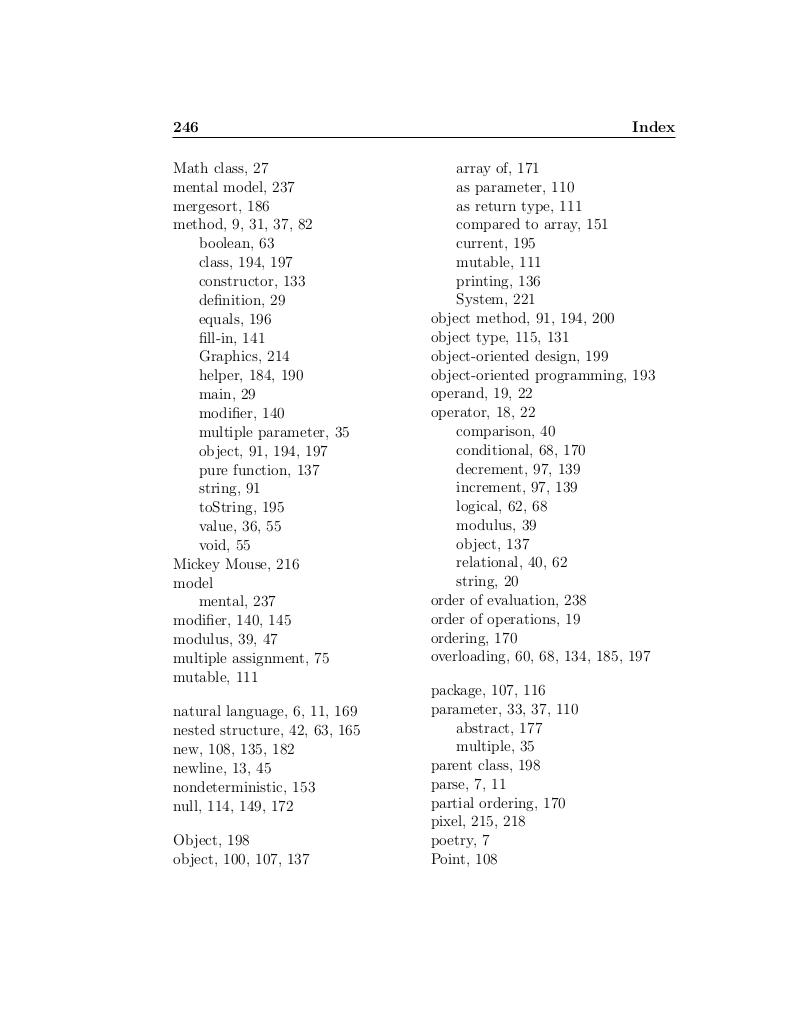 246 Index
Math class, 27
mental model, 237
mergesort, 186
method, 9, 31, 37, 82
boolean, 63
class, 194, 197
constructor, 133
definition, 29
equals, 196
fill-in, 141
Graphics, 214
helper, 184, 190
main, 29
modifier, 140
multiple parameter, 35
object, 91, 194, 197
pure function, 137
string, 91
toString, 195
value, 36, 55
void, 55
Mickey Mouse, 216
model
mental, 237
modifier, 140, 145
modulus, 39, 47
multiple assignment, 75
mutable, 111
natural language, 6, 11, 169
nested structure, 42, 63, 165
new, 108, 135, 182
newline, 13, 45
nondeterministic, 153
null, 114, 149, 172
Object, 198
object, 100, 107, 137
array of, 171
as parameter, 110
as return type, 111
compared to array, 151
current, 195
mutable, 111
printing, 136
System, 221
object method, 91, 194, 200
object type, 115, 131
object-oriented design, 199
object-oriented programming, 193
operand, 19, 22
operator, 18, 22
comparison, 40
conditional, 68, 170
decrement, 97, 139
increment, 97, 139
logical, 62, 68
modulus, 39
object, 137
relational, 40, 62
string, 20
order of evaluation, 238
order of operations, 19
ordering, 170
overloading, 60, 68, 134, 185, 197
package, 107, 116
parameter, 33, 37, 110
abstract, 177
multiple, 35
parent class, 198
parse, 7, 11
partial ordering, 170
pixel, 215, 218
poetry, 7
Point, 108